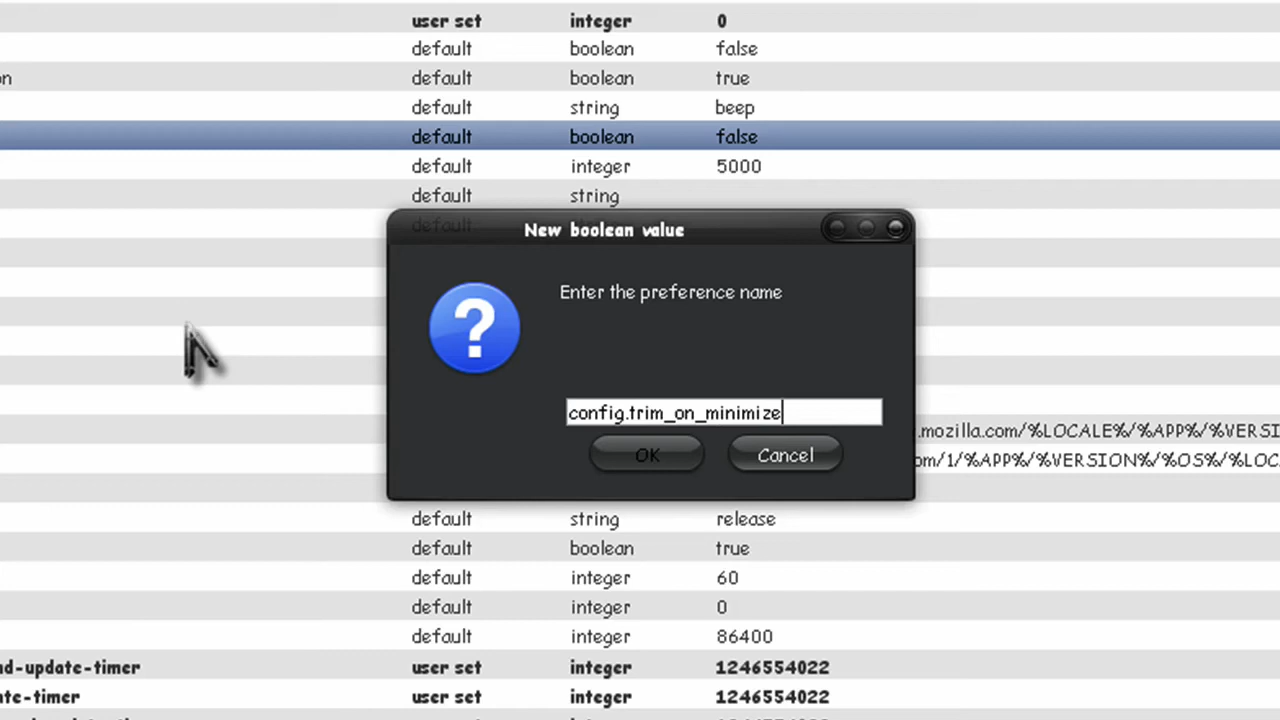 user set integer 0
default boolean false
on default boolean true
default string beep
default boolean false
default integer 5000
default string
default
New boolean value
Enter the preference name
config.trim_on_minimize
.mozilla.com/%LOCALE%/%APP%/%VERSI
OK Cancel
om/1/%APP%/%VERSION%/%OS%/%LOC
default string release
default boolean true
default integer 60
default integer 0
default integer 86400
nd-update-timer user set integer 1246554022
ate-timer user set integer 1246554022